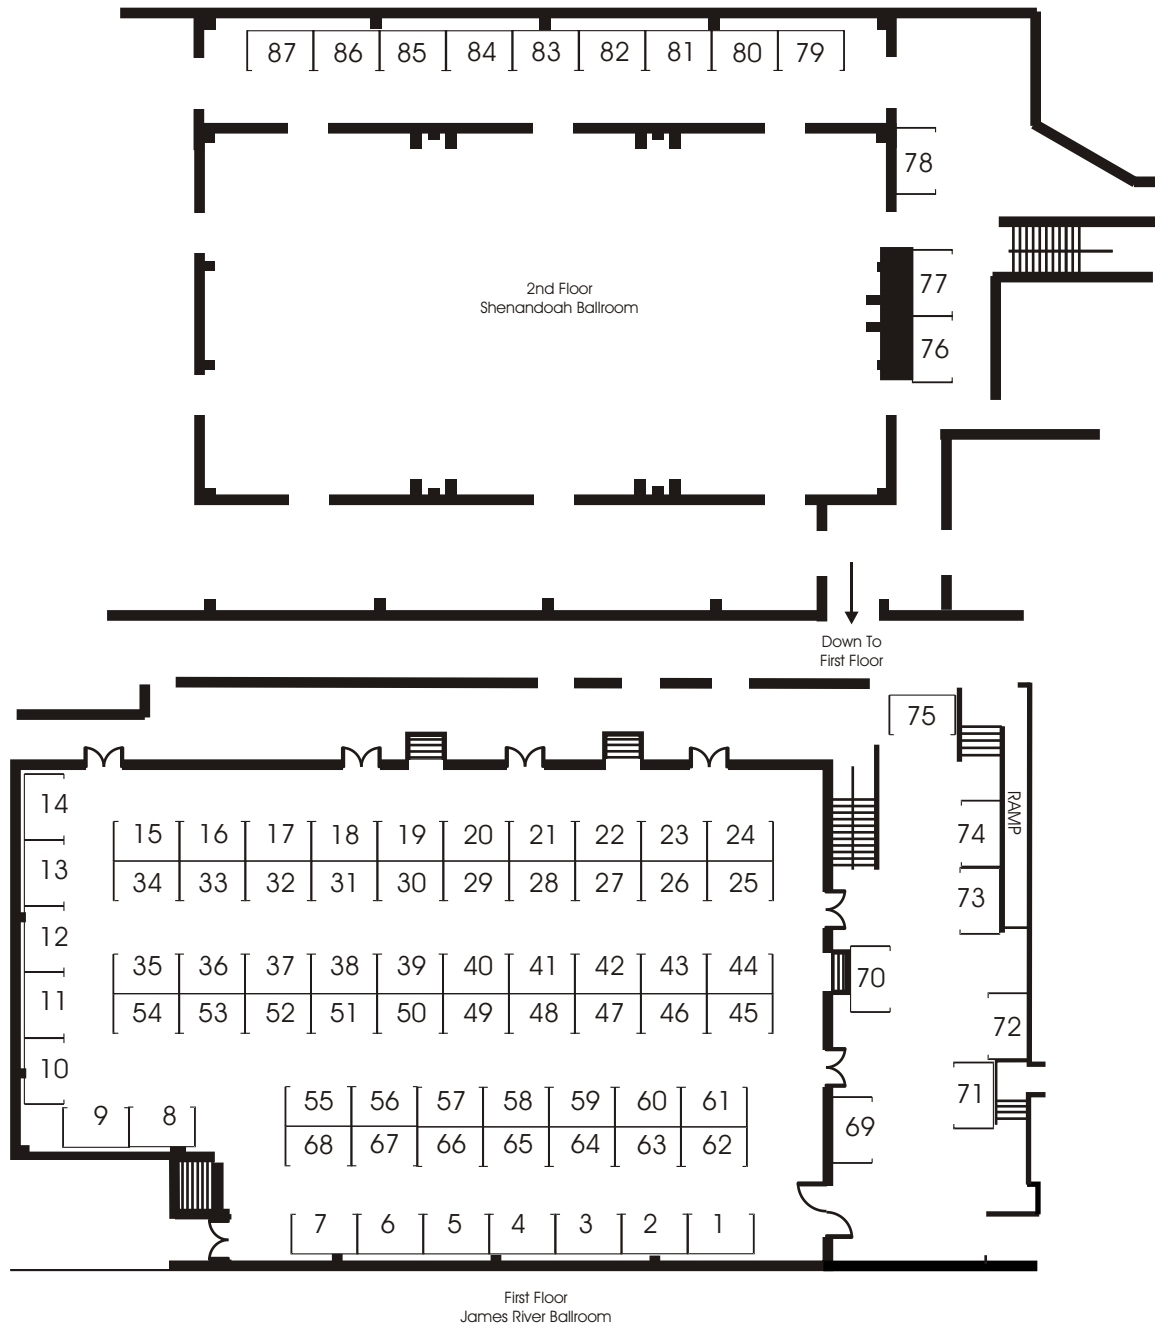 87 86 85 84 83 82 81 80 79
78
77
2nd Floor
Shenandoah Ballroom
76
Down To
First Floor
75
14
RAMP
15 16 17 18 19 20 21 22 23 24
74
13
34 33 32 31 30 29 28 27 26 25
73
12
35 36 37 38 39 40 41 42 43 44
70
11
54 53 52 51 50 49 48 47 46 45
72
10
71
55 56 57 58 59 60 61
9 8
69
68 67 66 65 64 63 62
7 6 5 4 3 2 1
First Floor
James River Ballroom